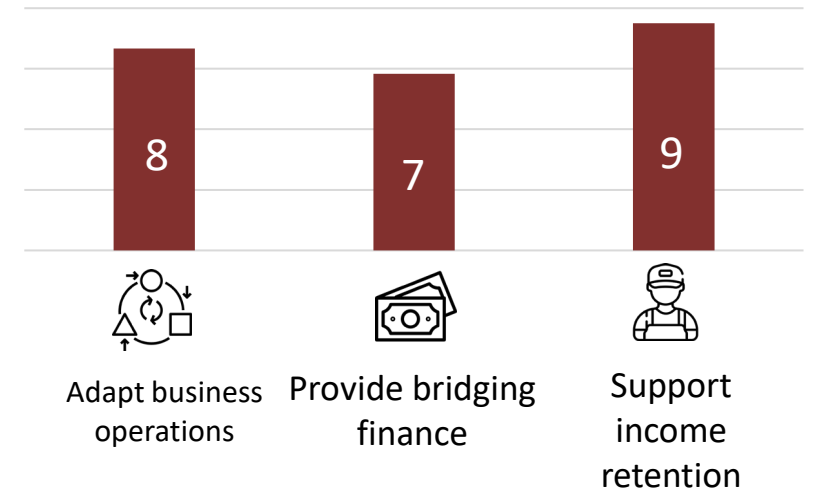 8
7
9
Adapt business
operations
Provide bridging
finance
Support
income
retention